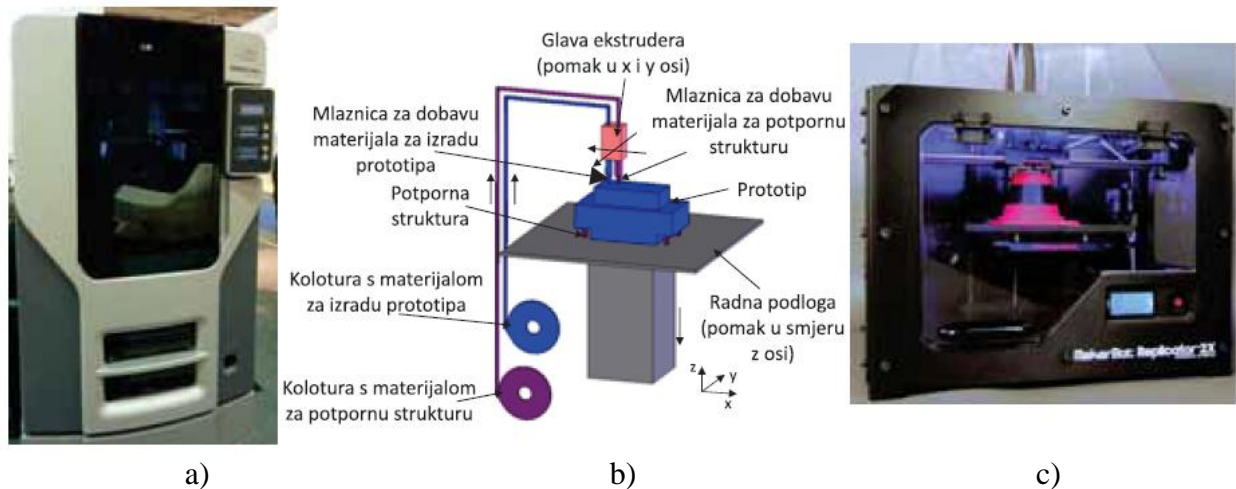 Glava ekstrudera
(pomak u x i y osi)
Mlaznica za dobavu
materijala za izradu
prototipa
Mlaznica za dobavu
materijala za potpornu
strukturu
Potporna
struktura
Prototip
Kolotura s materijalom
za izradu prototipa
Radna podloga
(pomak u smjeru
z osi)
Kolotura s materijalom
za potpornu strukturu
z
y
x
MakerBot Replicator 2X
a)
b)
c)